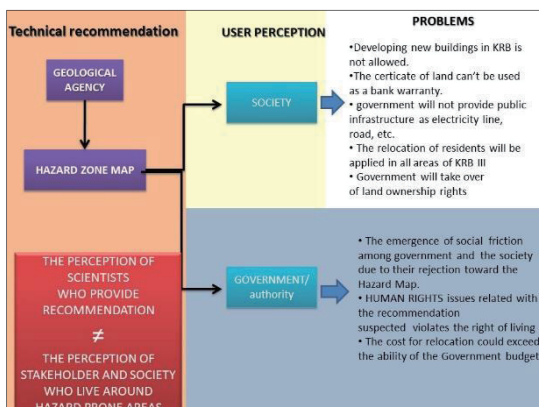 Technical recommendation
GEOLOGICAL
AGENCY
HAZARD ZONE MAP
THE PERCEPTION OF
SCIENTISTS
WHO PROVIDE
RECOMMENDATION
≠
THE PERCEPTION OF
STAKEHOLDER AND SOCIETY
WHO LIVE AROUND
HAZARD PRONE AREAS
USER PERCEPTION
SOCIETY
GOVERNMENT/
authority
PROBLEMS
•Developing new buildings in KRB is
not allowed.
•The certicate of land can't be used
as a bank warranty.
• government will not provide public
infrastructure as electricity line,
road, etc.
• The relocation of residents will be
applied in all areas of KRB III
• Government will take over
of land ownership rights
• The emergence of social friction
among government and the society
due to their rejection toward the
Hazard Map.
• HUMAN RIGHTS issues related with
the recommendation
suspected violates the right of living
• The cost for relocation could exceed
the ability of the Government budget